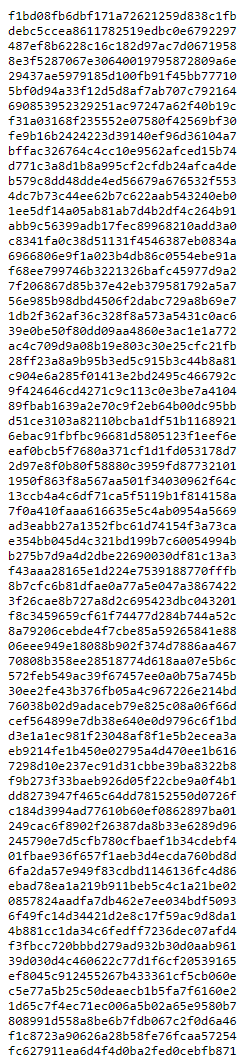 f1bd08fb6dbf171a72621259d838c1fb
debc5ccea8611782519edbc0e6792297
487ef8b6228c16c182d97ac7d0671958
8e3f5287067e30640019795872809a6e
29437ae5979185d100fb91f45bb77710
5bf0d94a33f12d5d8af7ab707c792164
690853952329251ac97247a62f40b19c
f31a03168f235552e07580f42569bf30
fe9b16b2424223d39140ef96d36104a7
bffac326764c4cc10e9562afced15b74
d771c3a8d1b8a995cf2cfdb24afca4de
b579c8dd48dde4ed56679a676532f553
4dc7b73c44ee62b7c622aab543240eb0
1ee5df14a05ab81ab7d4b2df4c264b91
abb9c56399adb17fec89968210add3a0
c8341fa0c38d51131f4546387eb0834a
6966806e9f1a023b4db86c0554ebe91a
f68ee799746b3221326bafc45977d9a2
7f206867d85b37e42eb379581792a5a7
56e985b98dbd4506f2dabc729a8b69e7
1db2f362af36c328f8a573a5431c0ac6
39e0be50f80dd09aa4860e3ac1e1a772
ac4c709d9a08b19e803c30e25cfc21fb
28ff23a8a9b95b3ed5c915b3c44b8a81
c904e6a285f01413e2bd2495c466792c
9f424646cd4271c9c113c0e3be7a4104
89fbab1639a2e70c9f2eb64b00dc95bb
d51ce3103a82110bcba1df51b1168921
6ebac91fbfbc96681d5805123f1eef6e
eaf0bcb5f7680a371cf1d1fd053178d7
2d97e8f0b80f58880c3959fd87732101
1950f863f8a567aa501f34030962f64c
13ccb4a4c6df71ca5f5119b1f814158a
7f0a410faaa616635e5c4ab0954a5669
ad3eabb27a1352fbc61d74154f3a73ca
e354bb045d4c321bd199b7c60054994b
b275b7d9a4d2dbe22690030df81c13a3
f43aaa28165e1d224e7539188770fffb
8b7cfc6b81dfae0a77a5e047a3867422
3f26cae8b727a8d2c695423dbc043201
f8c3459659cf61f74477d284b744a52c
8a79206cebde4f7cbe85a59265841e88
06eee949e18088b902f374d7886aa467
70808b358ee28518774d618aa07e5b6c
572feb549ac39f67457ee0a0b75a745b
30ee2fe43b376fb05a4c967226e214bd
76038b02d9adaceb79e825c08a06f66d
cef564899e7db38e640e0d9796c6f1bd
d3e1a1ec981f23048af8f1e5b2ecea3a
eb9214fe1b450e02795a4d470ee1b616
7298d10e237ec91d31cbbe39ba8322b8
f9b273f33baeb926d05f22cbe9a0f4b1
dd8273947f465c64dd78152550d0726f
c184d3994ad77610b60ef0862897ba01
249cac6f8902f26387da8b33e6289d96
245790e7d5cfb780cfbaef1b34cdebf4
01fbae936f657f1aeb3d4ecda760bd8d
6fa2da57e949f83cdbd1146136fc4d86
ebad78ea1a219b911beb5c4c1a21be02
0857824aadfa7db462e7ee034bdf5093
6f49fc14d34421d2e8c17f59ac9d8da1
4b881cc1da34c6fedff7236dec07afd4
f3fbcc720bbbd279ad932b30d0aab961
39d030d4c460622c77d1f6cf20539165
ef8045c912455267b433361cf5cb060e
c5e77a5b25c50deaecb1b5fa7f6160e2
1d65c7f4ec71ec006a5b02a65e9580b7
808991d558a8be6b7fdb067c2f0d6a46
f1c8723a90626a28b58fe76fcaa57254
fc627911ea6d4f4d0ba2fed0cebfb871